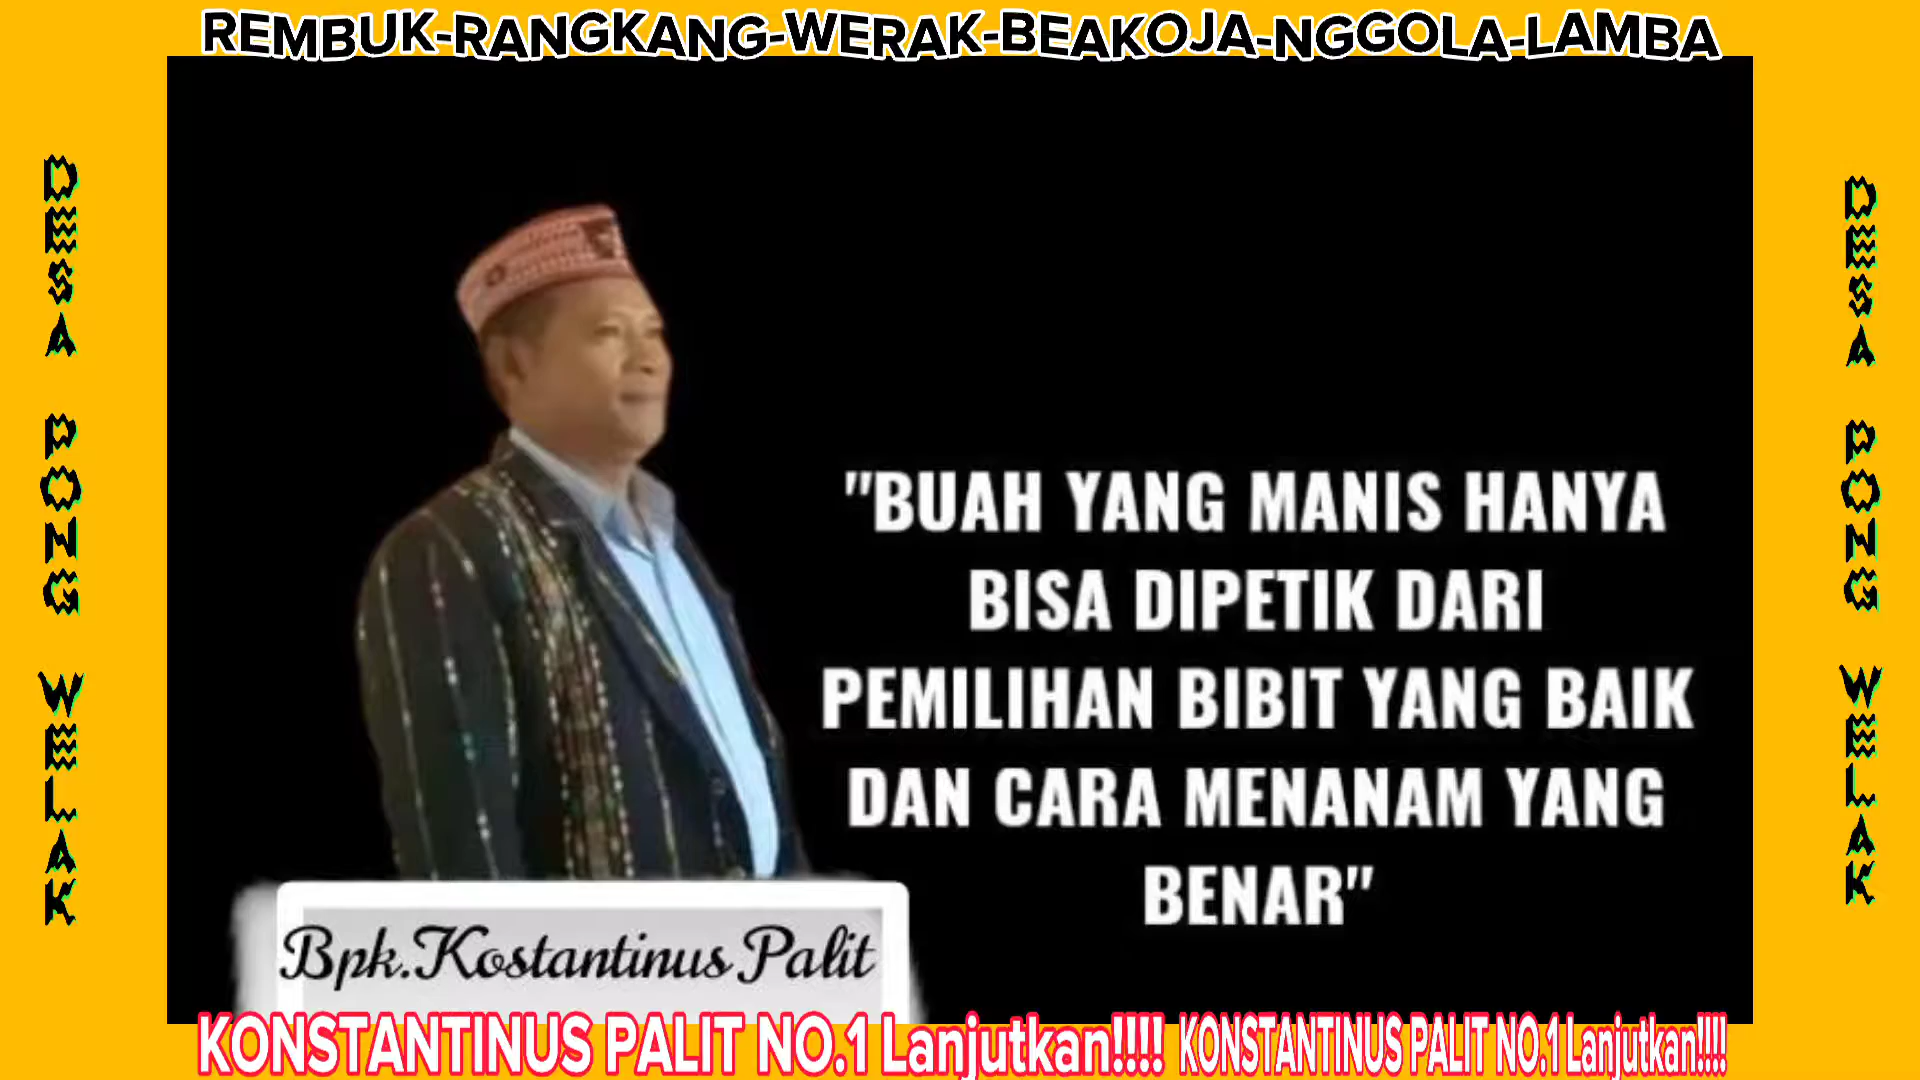 REMBUK-RANGKANG-WERAK-BEAKOJA-NGGOLA-LAMBA
DESA PONG WELAK
"BUAH YANG MANIS HANYA
BISA DIPETIK DARI
PEMILIHAN BIBIT YANG BAIK
DAN CARA MENANAM YANG
BENAR"
DESA PONG WELAK
Bpk.Kostantinus Palit
KONSTANTINUS PALIT NO.1 Lanjutkan!!!! KONSTANTINUS PALIT NO.1 Lanjutkan!!!!